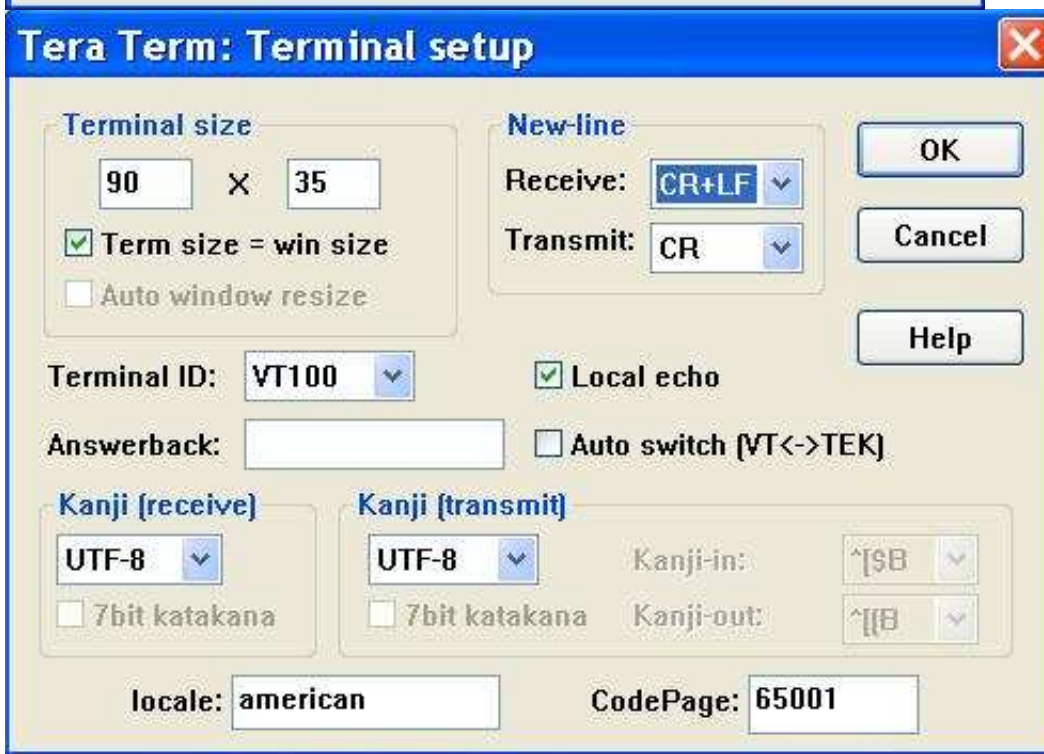 Tera Term: Terminal setup
Terminal size
90 X 35
Term size = win size
Auto window resize
New-line
Receive: CR+LF
Transmit: CR
OK
Cancel
Help
Terminal ID: VT100
Local echo
Answerback:
Auto switch (VT<->TEK)
Kanji (receive)
UTF-8
7bit katakana
Kanji (transmit)
UTF-8
7bit katakana
Kanji-in: ^[$B
Kanji-out: ^[(B
locale: american
CodePage: 65001